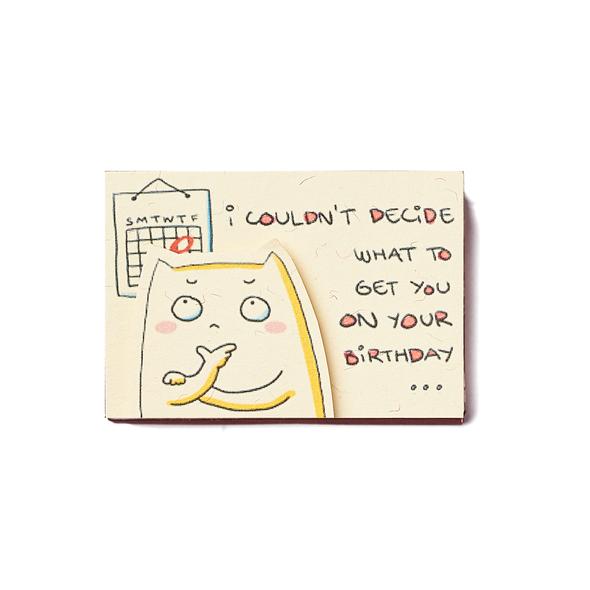 SMTWTF
i COULDN'T DECiDE
WHAT TO
GET YOU
ON YOUR
BiRTHDAY
...